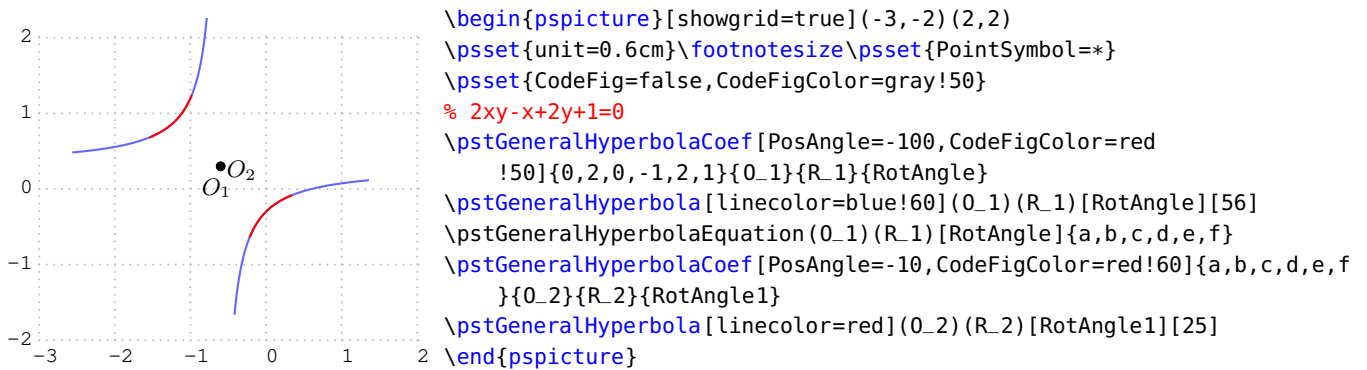 2
1
0
−1
−2
−3
−2
−1
0
1
2
O₂
O₁
\begin{pspicture}[showgrid=true](-3,-2)(2,2)
\psset{unit=0.6cm}\footnotesize\psset{PointSymbol=*}
\psset{CodeFig=false,CodeFigColor=gray!50}
% 2xy-x+2y+1=0
\pstGeneralHyperbolaCoef[PosAngle=-100,CodeFigColor=red
!50]{0,2,0,-1,2,1}{O_1}{R_1}{RotAngle}
\pstGeneralHyperbola[linecolor=blue!60](O_1)(R_1)[RotAngle][56]
\pstGeneralHyperbolaEquation(O_1)(R_1)[RotAngle]{a,b,c,d,e,f}
\pstGeneralHyperbolaCoef[PosAngle=-10,CodeFigColor=red!60]{a,b,c,d,e,f
}{O_2}{R_2}{RotAngle1}
\pstGeneralHyperbola[linecolor=red](O_2)(R_2)[RotAngle1][25]
\end{pspicture}